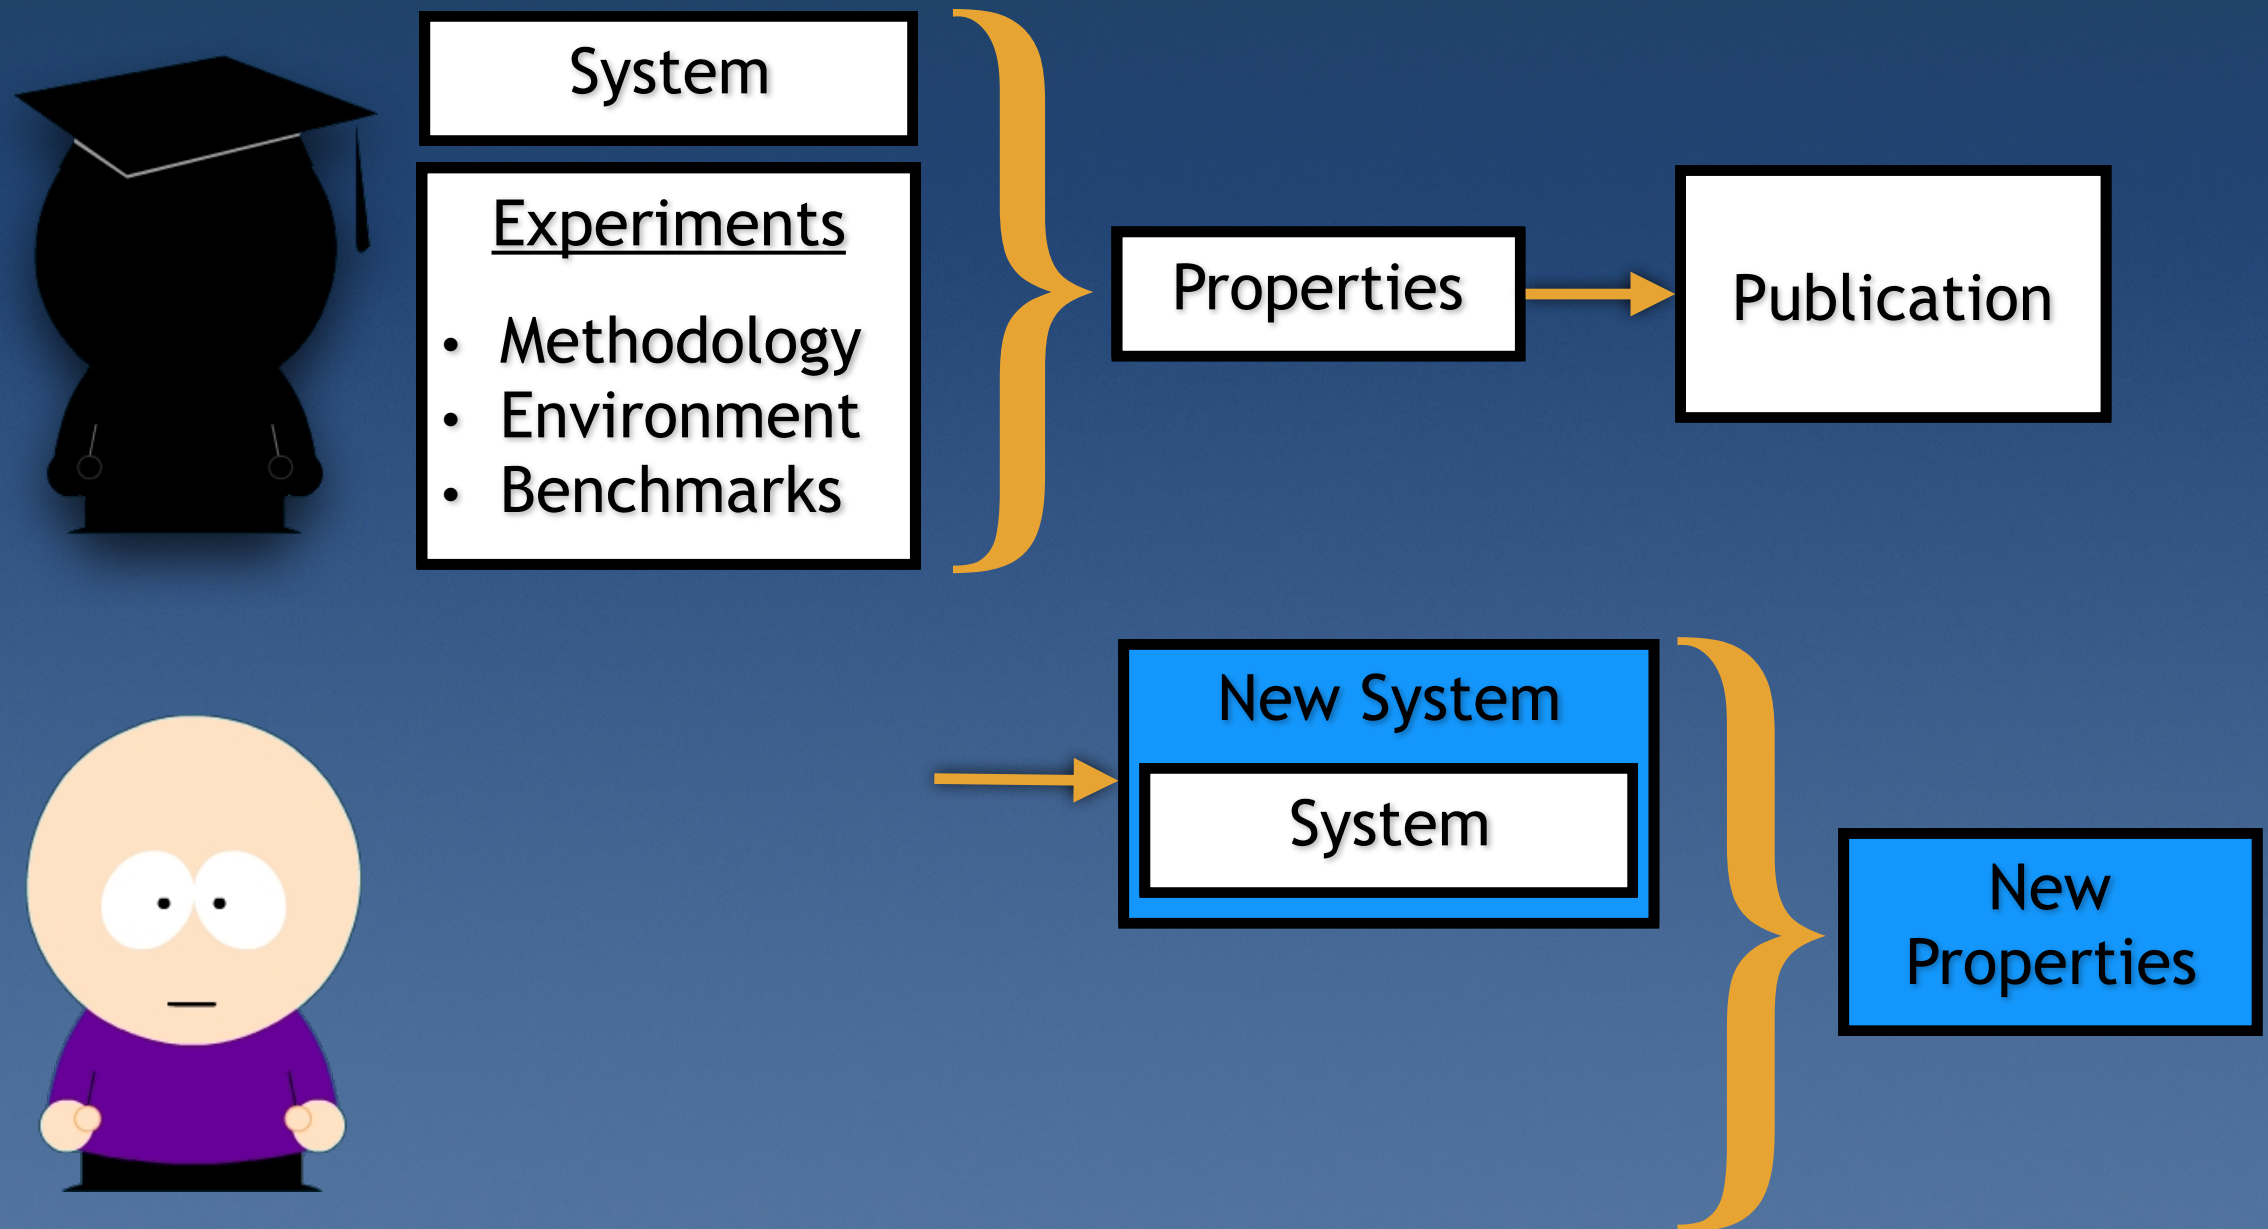 System
Experiments
• Methodology
• Environment
• Benchmarks
Properties
Publication
New System
System
New
Properties